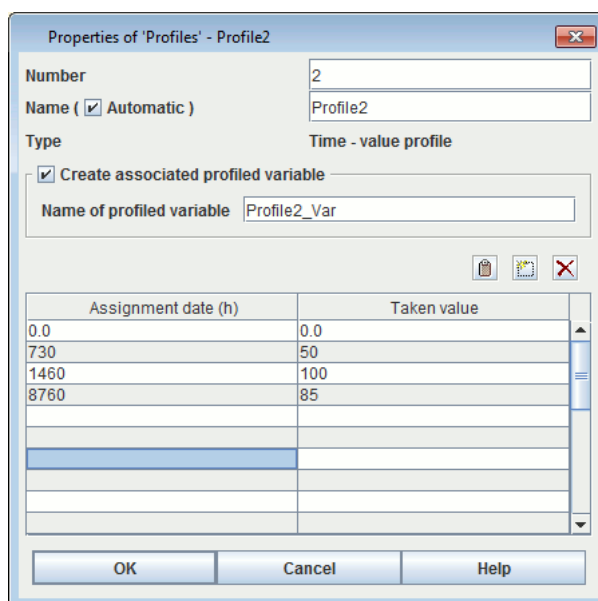 Properties of 'Profiles' - Profile2
Number 2
Name ( Automatic ) Profile2
Type Time - value profile
Create associated profiled variable
Name of profiled variable Profile2_Var
Assignment date (h) Taken value
0.0 0.0
730 50
1460 100
8760 85
OK Cancel Help